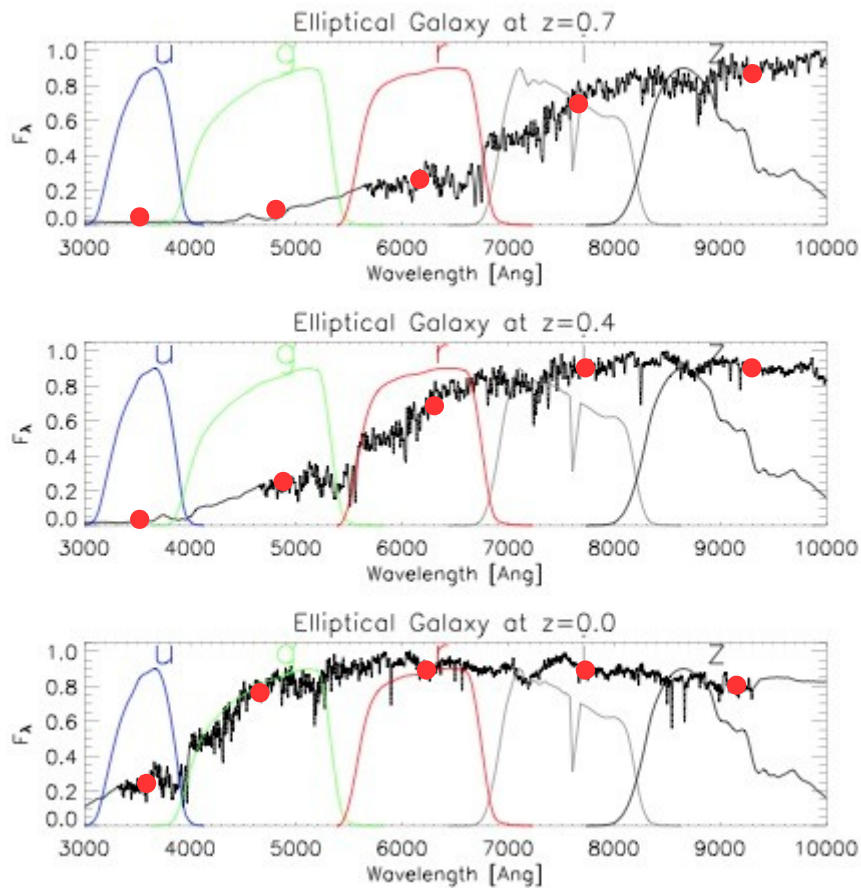 Elliptical Galaxy at z=0.7
u g r i z
1.0
0.8
0.6
0.4
0.2
0.0
Fλ
3000 4000 5000 6000 7000 8000 9000 10000
Wavelength [Ang]
Elliptical Galaxy at z=0.4
u g r i z
1.0
0.8
0.6
0.4
0.2
0.0
Fλ
3000 4000 5000 6000 7000 8000 9000 10000
Wavelength [Ang]
Elliptical Galaxy at z=0.0
u g r i z
1.0
0.8
0.6
0.4
0.2
0.0
Fλ
3000 4000 5000 6000 7000 8000 9000 10000
Wavelength [Ang]